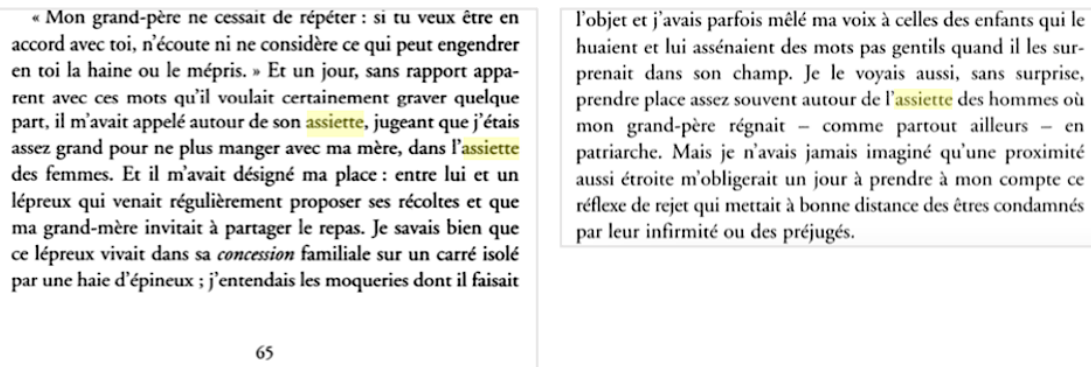 « Mon grand-père ne cessait de répéter : si tu veux être en
accord avec toi, n’écoute ni ne considère ce qui peut engendrer
en toi la haine ou le mépris. » Et un jour, sans rapport appa-
rent avec ces mots qu’il voulait certainement graver quelque
part, il m’avait appelé autour de son assiette, jugeant que j’étais
assez grand pour ne plus manger avec ma mère, dans l’assiette
des femmes. Et il m’avait désigné ma place : entre lui et un
lépreux qui venait régulièrement proposer ses récoltes et que
ma grand-mère invitait à partager le repas. Je savais bien que
ce lépreux vivait dans sa concession familiale sur un carré isolé
par une haie d’épineux ; j’entendais les moqueries dont il faisait
65
l’objet et j’avais parfois mêlé ma voix à celles des enfants qui le
huaient et lui assénaient des mots pas gentils quand il les sur-
prenait dans son champ. Je le voyais aussi, sans surprise,
prendre place assez souvent autour de l’assiette des hommes où
mon grand-père régnait – comme partout ailleurs – en
patriarche. Mais je n’avais jamais imaginé qu’une proximité
aussi étroite m’obligerait un jour à prendre à mon compte ce
réflexe de rejet qui mettait à bonne distance des êtres condamnés
par leur infirmité ou des préjugés.